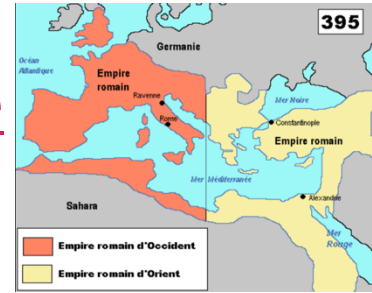 395
Océan
Atlantique
Germanie
Empire
romain
Ravenne
Rome
Mer Noire
Constantinople
Empire romain
Mer Méditerranée
Alexandrie
Sahara
Mer
Rouge
Empire romain d'Occident
Empire romain d'Orient